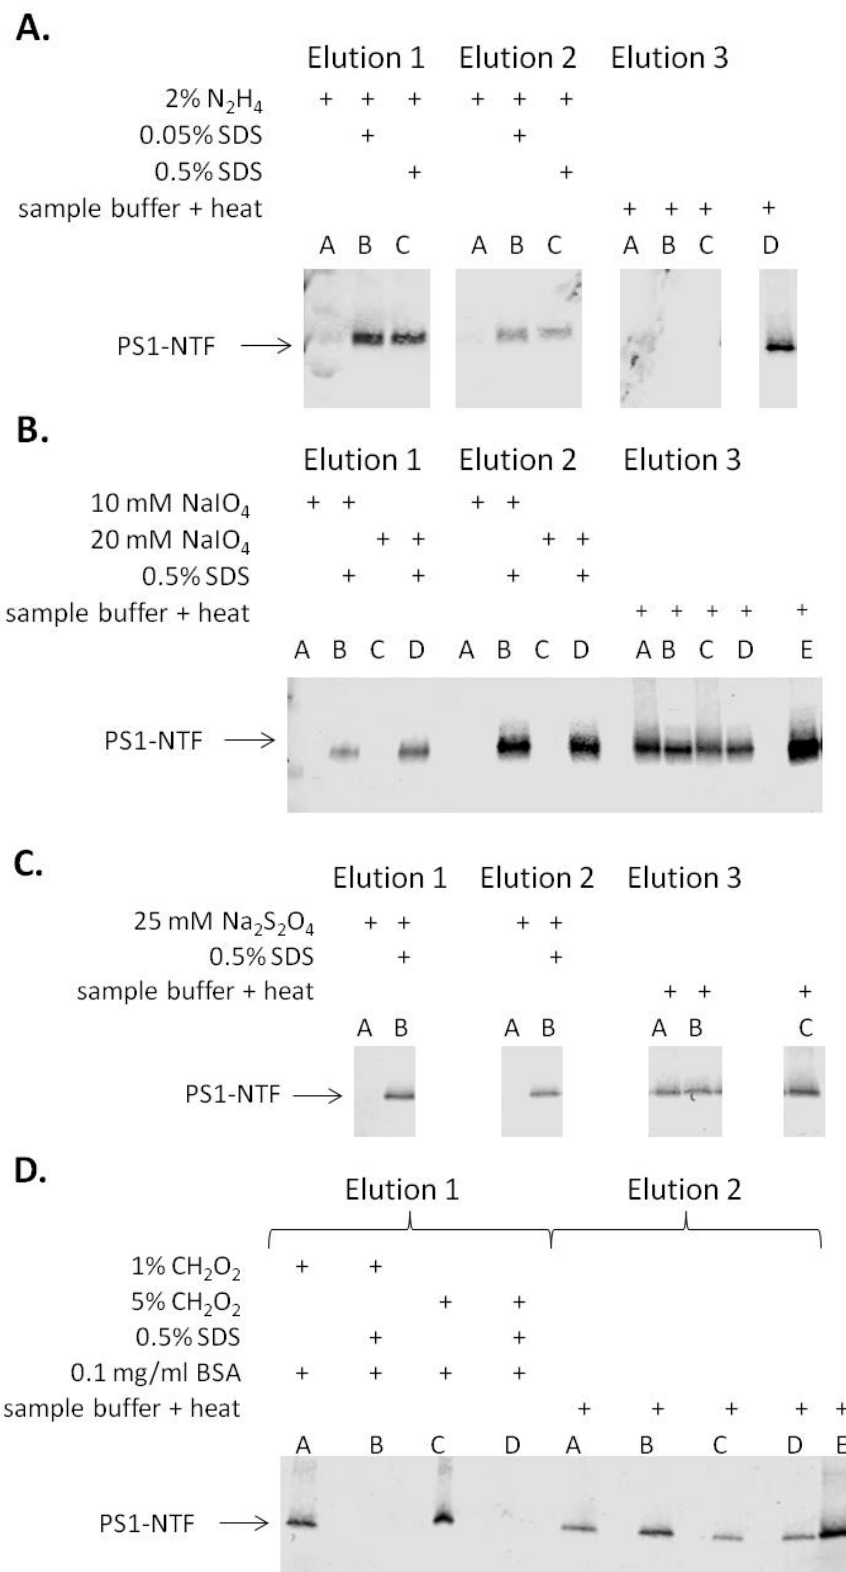 A.
Elution 1 Elution 2 Elution 3
2% N₂H₄ + + + + + +
0.05% SDS + +
0.5% SDS + +
sample buffer + heat + + + +
A B C A B C A B C D
PS1-NTF
B.
Elution 1 Elution 2 Elution 3
10 mM NaIO₄ + + + +
20 mM NaIO₄ + + + +
0.5% SDS + + + +
sample buffer + heat + + + + +
A B C D A B C D A B C D E
PS1-NTF
C.
Elution 1 Elution 2 Elution 3
25 mM Na₂S₂O₄ + + + +
0.5% SDS + +
sample buffer + heat + + +
A B A B A B C
PS1-NTF
D.
Elution 1 Elution 2
1% CH₂O₂ + +
5% CH₂O₂ + +
0.5% SDS + +
0.1 mg/ml BSA + + + +
sample buffer + heat + + + + +
A B C D A B C D E
PS1-NTF